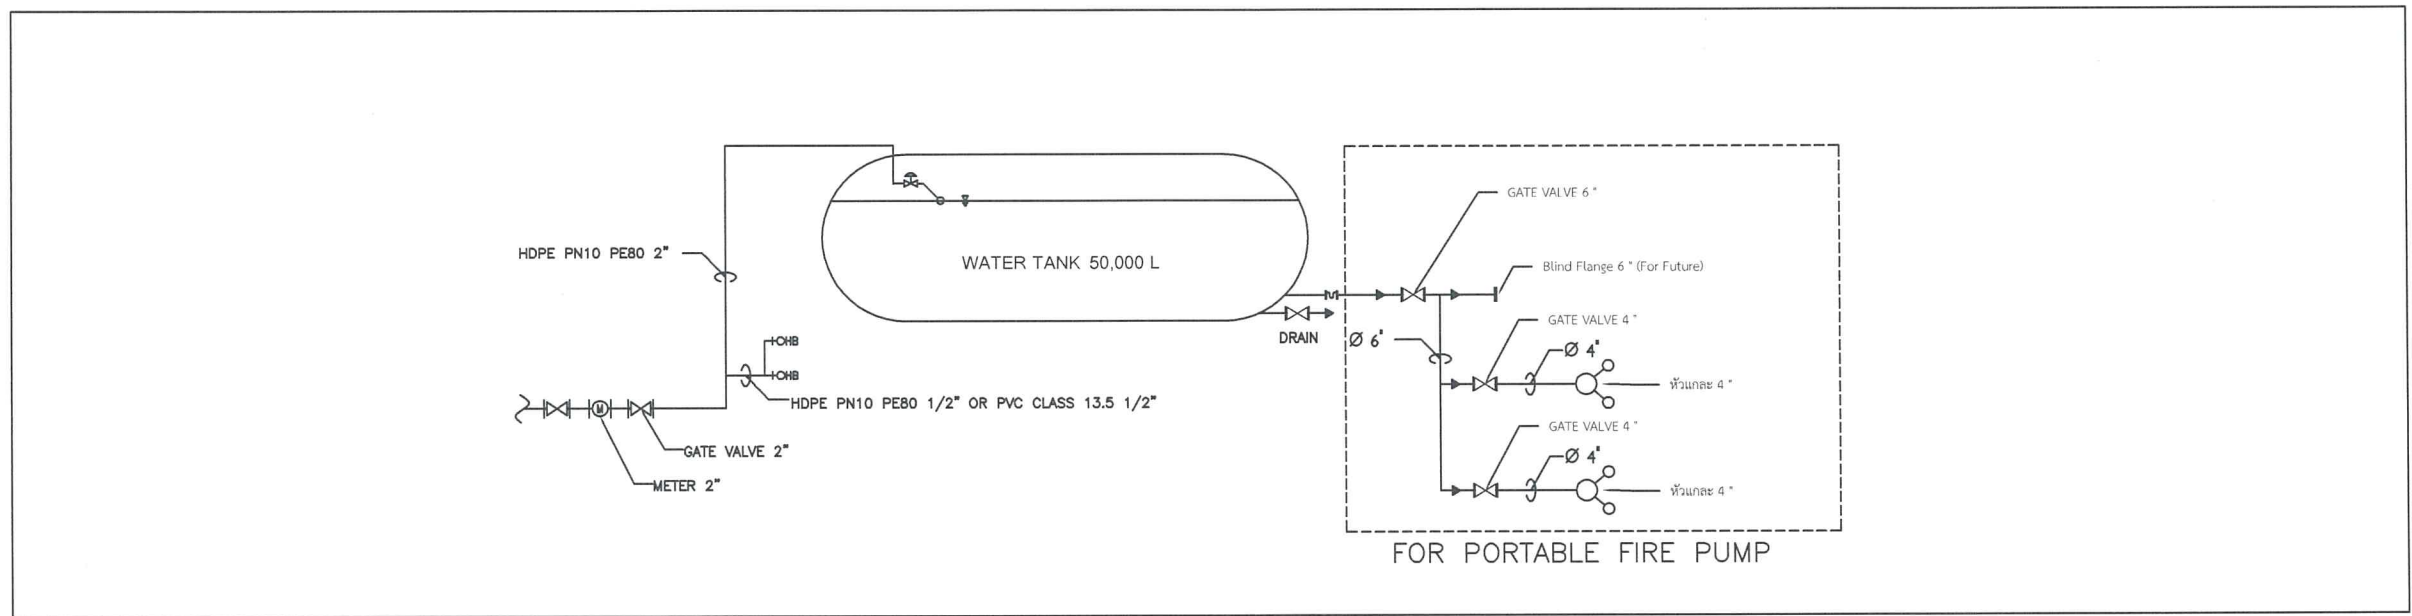 HDPE PN10 PE80 2"
WATER TANK 50,000 L
GATE VALVE 6 "
Blind Flange 6 " (For Future)
DRAIN
Ø 6"
GATE VALVE 4 "
Ø 4"
หัวแกละ 4 "
HB
HB
HDPE PN10 PE80 1/2" OR PVC CLASS 13.5 1/2"
M
GATE VALVE 2"
METER 2"
GATE VALVE 4 "
Ø 4"
หัวแกละ 4 "
FOR PORTABLE FIRE PUMP